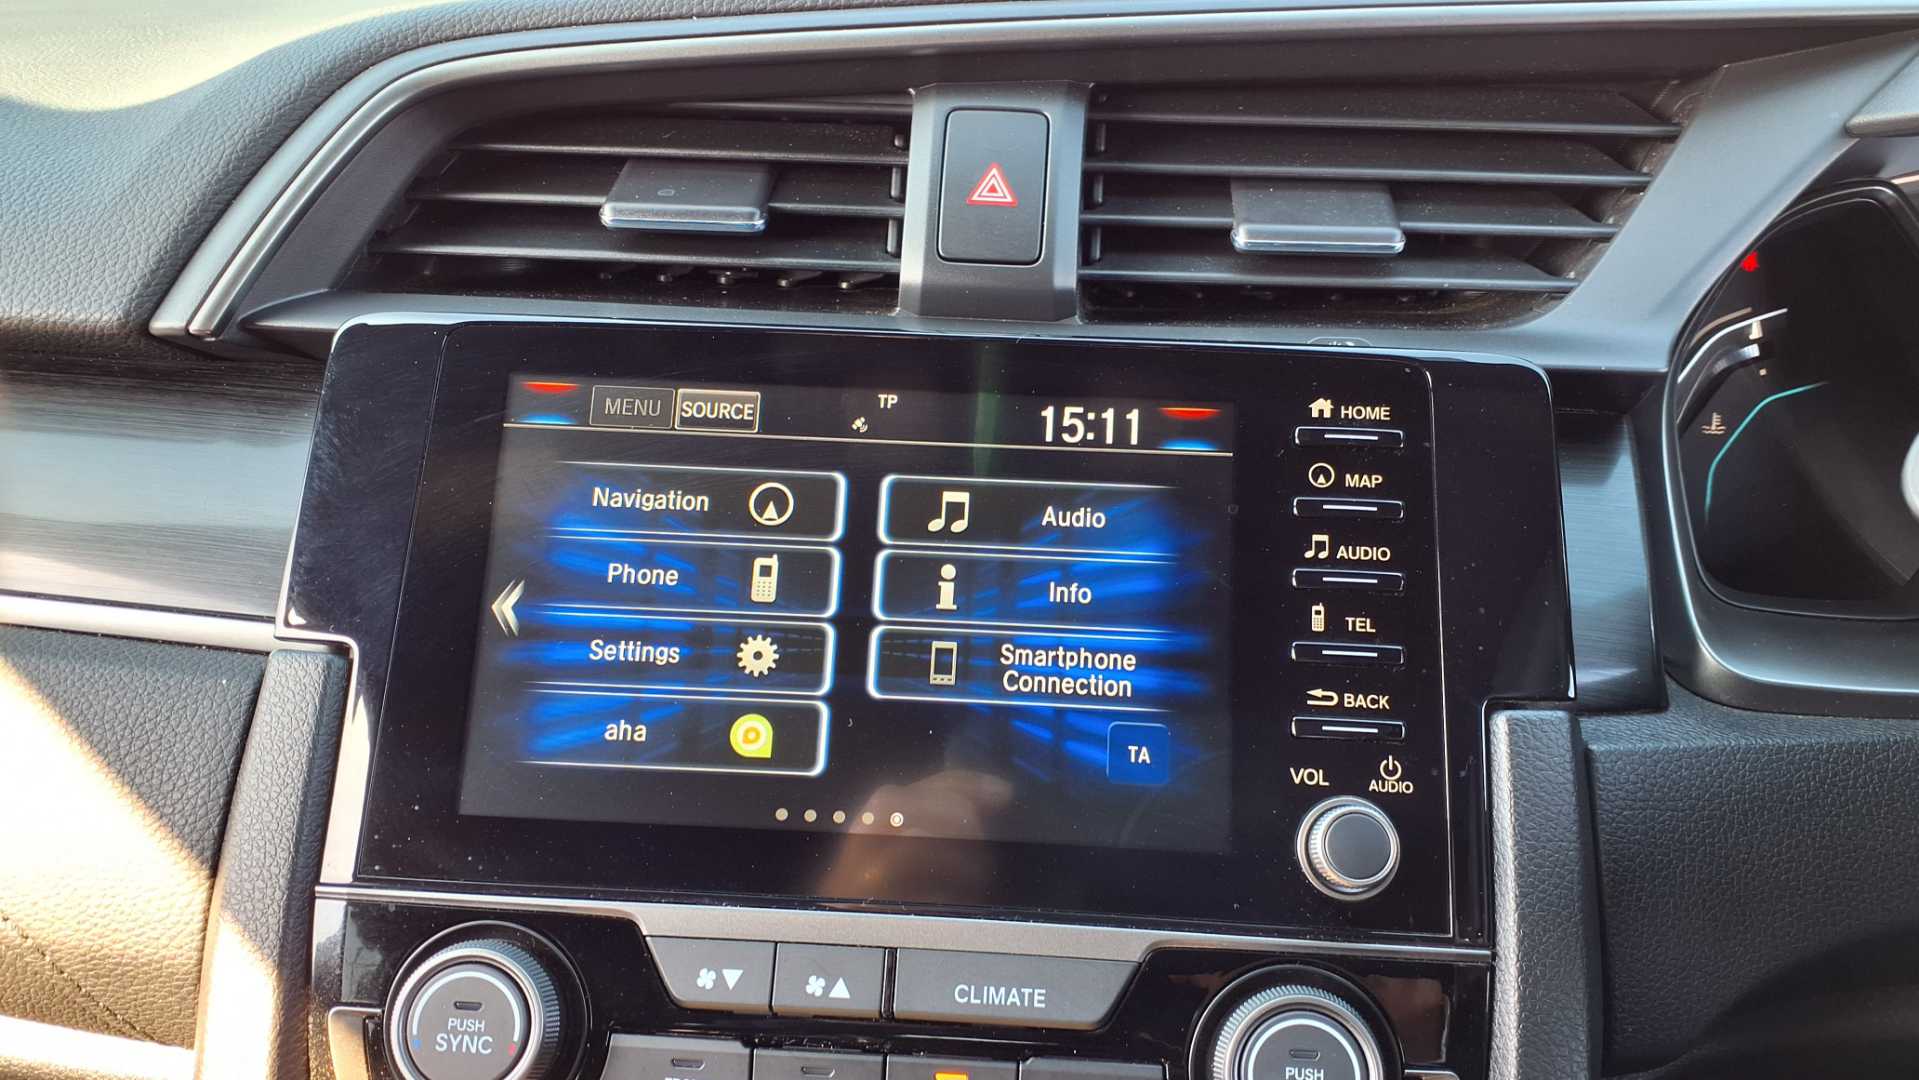 MENU
SOURCE
TP
15:11
HOME
MAP
AUDIO
TEL
BACK
VOL
AUDIO
Navigation
Audio
Phone
Info
Settings
Smartphone
Connection
aha
TA
CLIMATE
PUSH
SYNC
PUSH